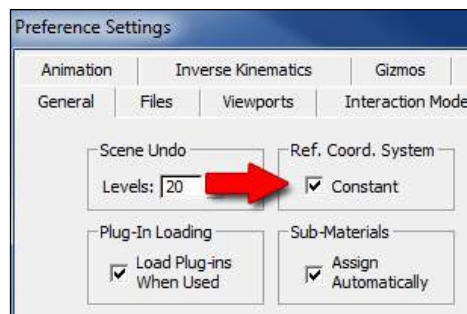 Preference Settings
Animation Inverse Kinematics Gizmos
General Files Viewports Interaction Mode
Scene Undo Ref. Coord. System
Levels: 20 Constant
Plug-In Loading Sub-Materials
Load Plug-ins Assign
When Used Automatically